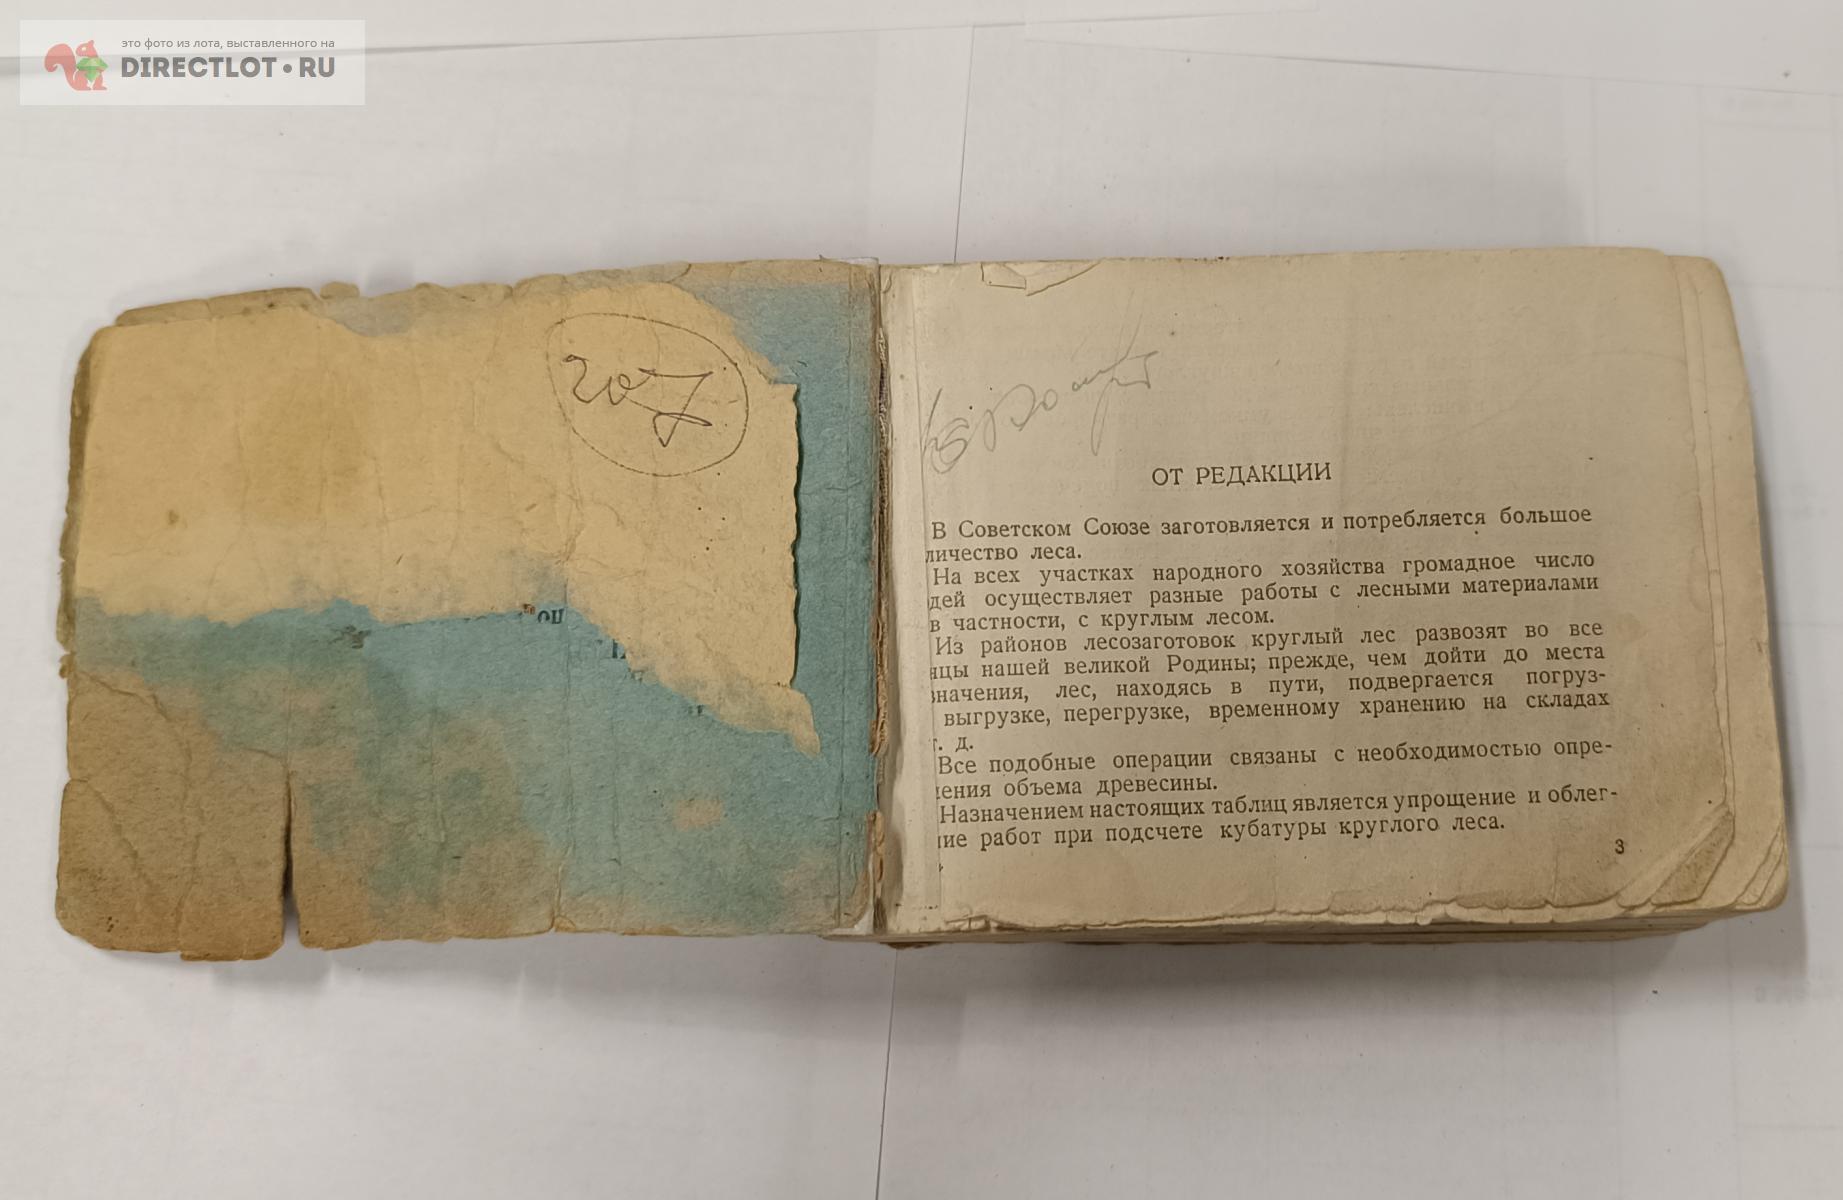 это фото из лота, выставленного на
DIRECTLOT•RU
207
ОТ РЕДАКЦИИ
В Советском Союзе заготовляется и потребляется большое
личество леса.
На всех участках народного хозяйства громадное число
дей осуществляет разные работы с лесными материалами
в частности, с круглым лесом.
Из районов лесозаготовок круглый лес развозят во все
нцы нашей великой Родины; прежде, чем дойти до места
значения, лес, находясь в пути, подвергается погруз-
выгрузке, перегрузке, временному хранению на складах
т. д.
Все подобные операции связаны с необходимостью опре-
ения объема древесины.
Назначением настоящих таблиц является упрощение и облег-
ие работ при подсчете кубатуры круглого леса.
3